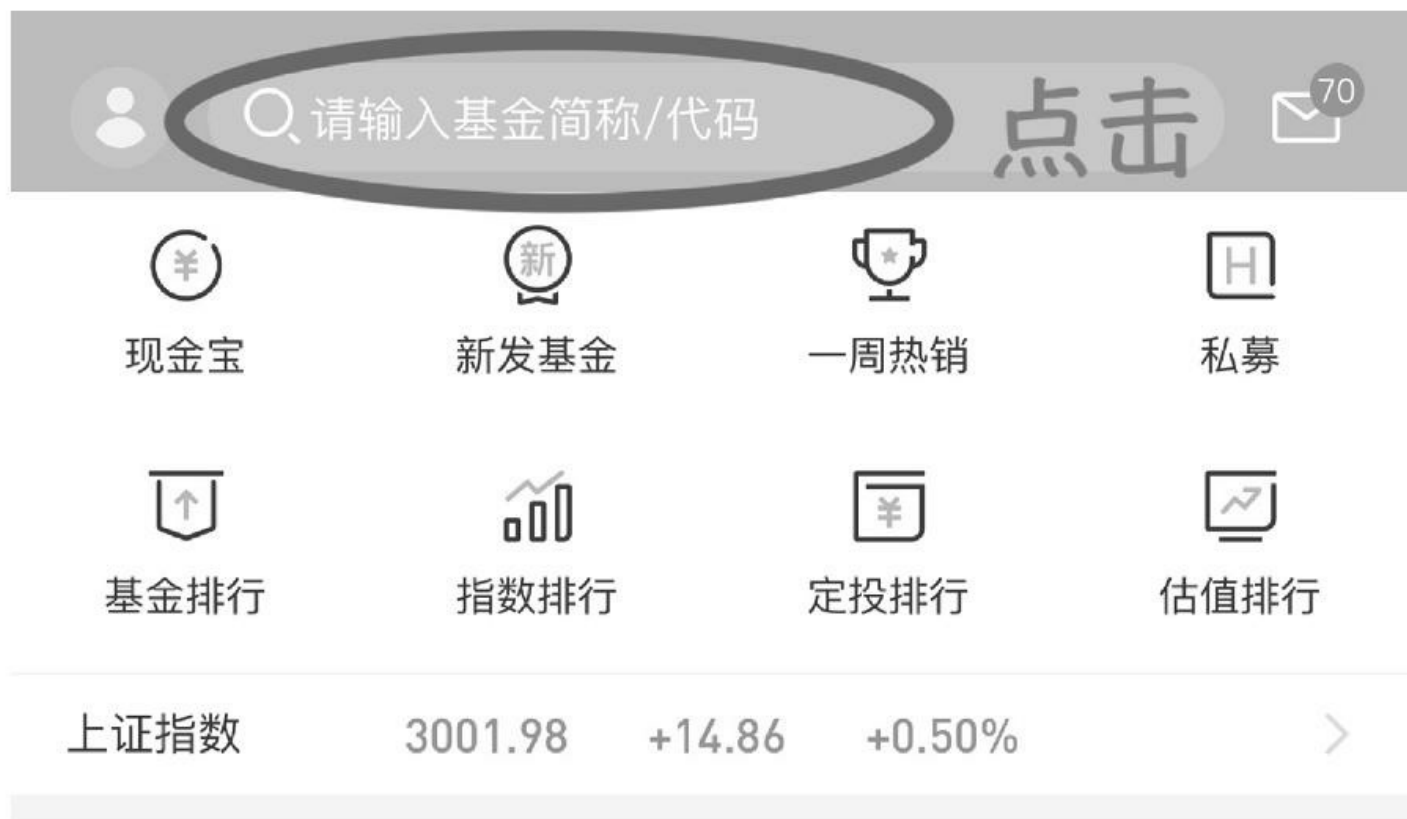 请输入基金简称/代码 点击 70
¥ 新 H
现金宝 新发基金 一周热销 私募
¥
基金排行 指数排行 定投排行 估值排行
上证指数 3001.98 +14.86 +0.50%